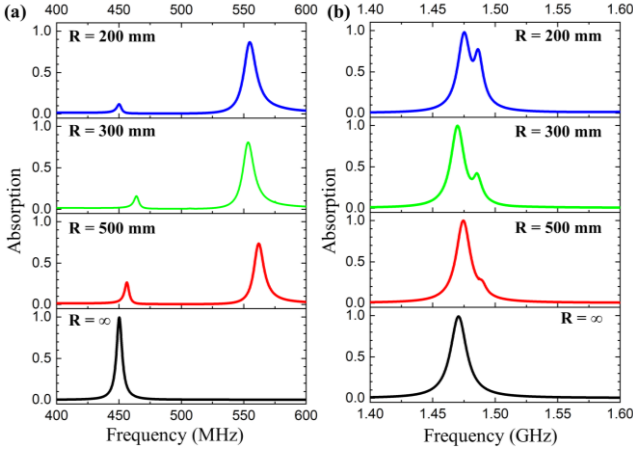 (a)
400 450 500 550 600
R = 200 mm
1.0
0.5
0.0
R = 300 mm
1.0
0.5
0.0
R = 500 mm
1.0
0.5
0.0
R = ∞
1.0
0.5
0.0
400 450 500 550 600
Frequency (MHz)
Absorption
(b)
1.40 1.45 1.50 1.55 1.60
R = 200 mm
1.0
0.5
0.0
R = 300 mm
1.0
0.5
0.0
R = 500 mm
1.0
0.5
0.0
R = ∞
1.0
0.5
0.0
1.40 1.45 1.50 1.55 1.60
Frequency (GHz)
Absorption